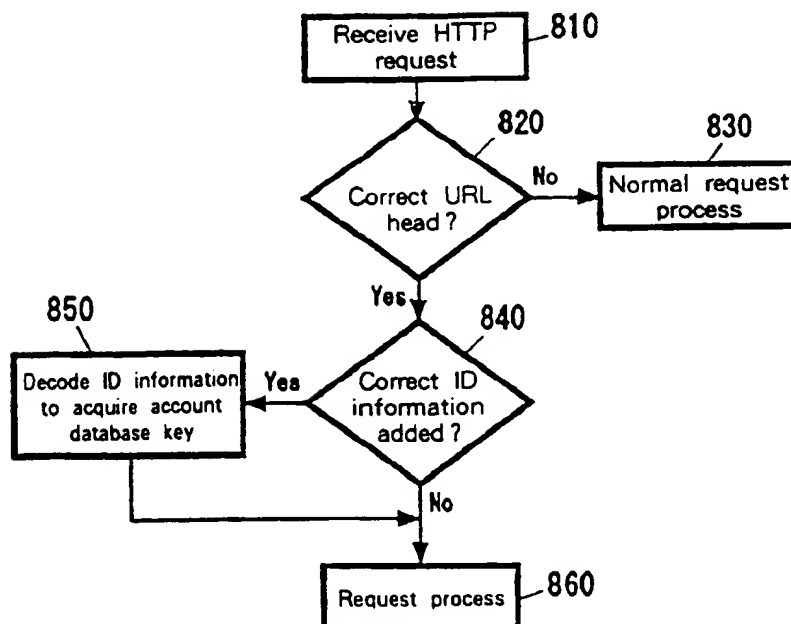 Receive HTTP
request
810
820
Correct URL
head?
No
830
Normal request
process
Yes
840
Correct ID
information
added?
850
Yes
Decode ID information
to acquire account
database key
No
Request process
860